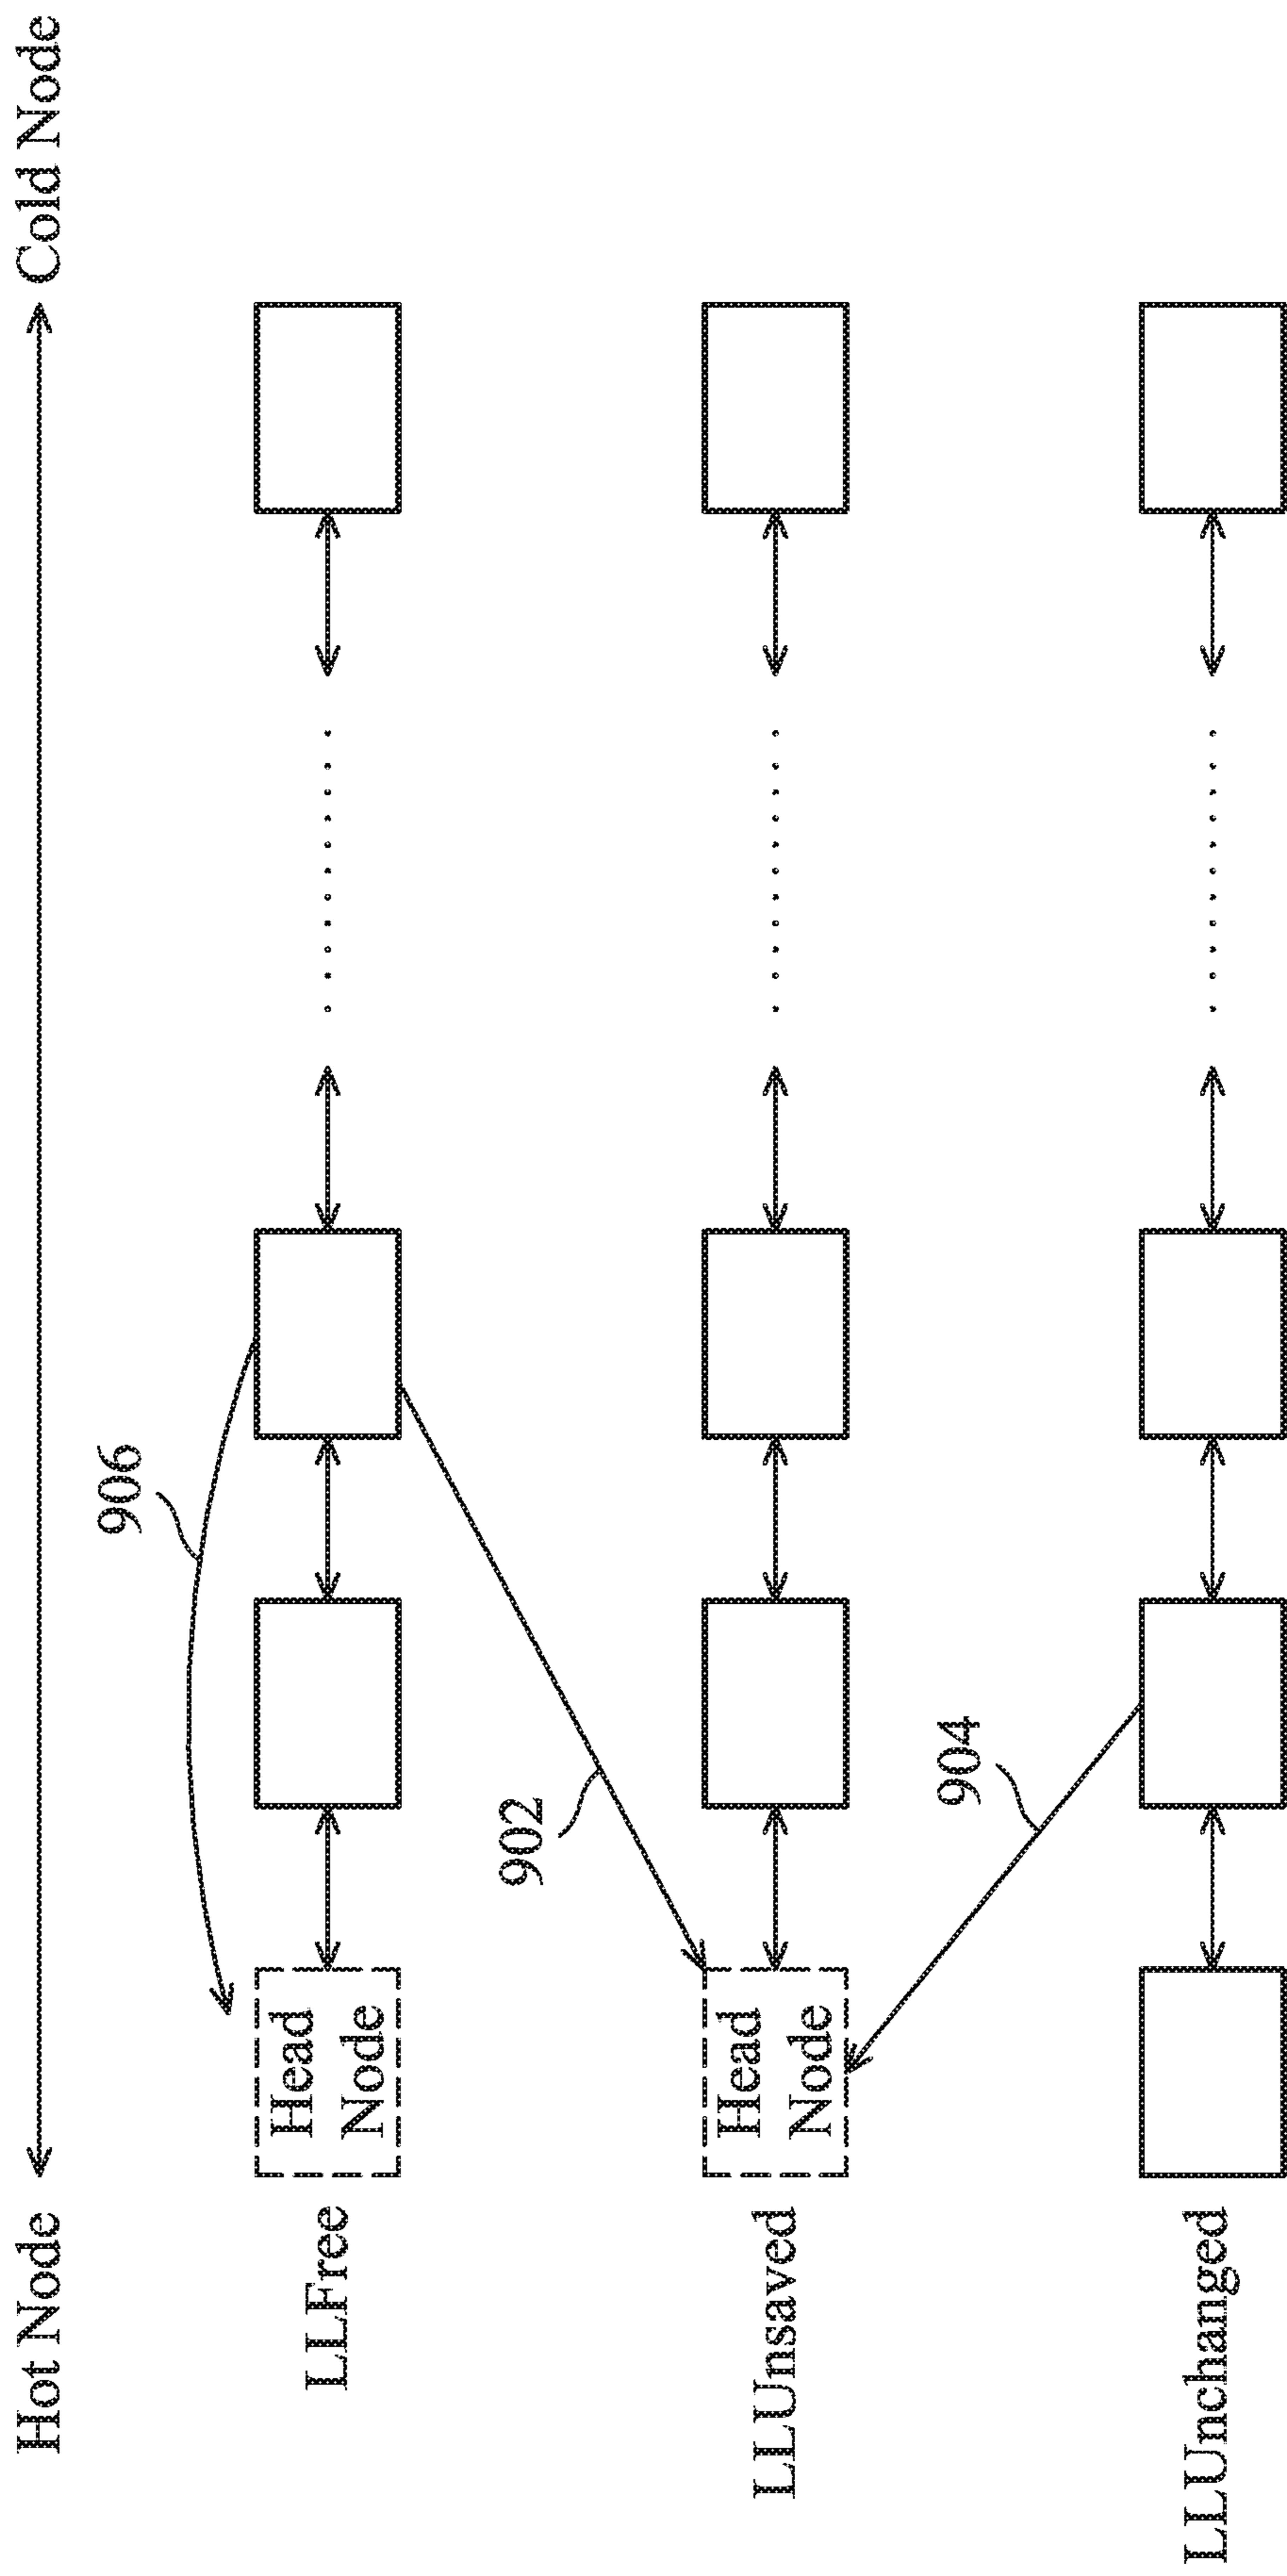 Hot Node
Cold Node
906
LLFree
Head
Node
902
LLUnsaved
Head
Node
904
LLUnchanged